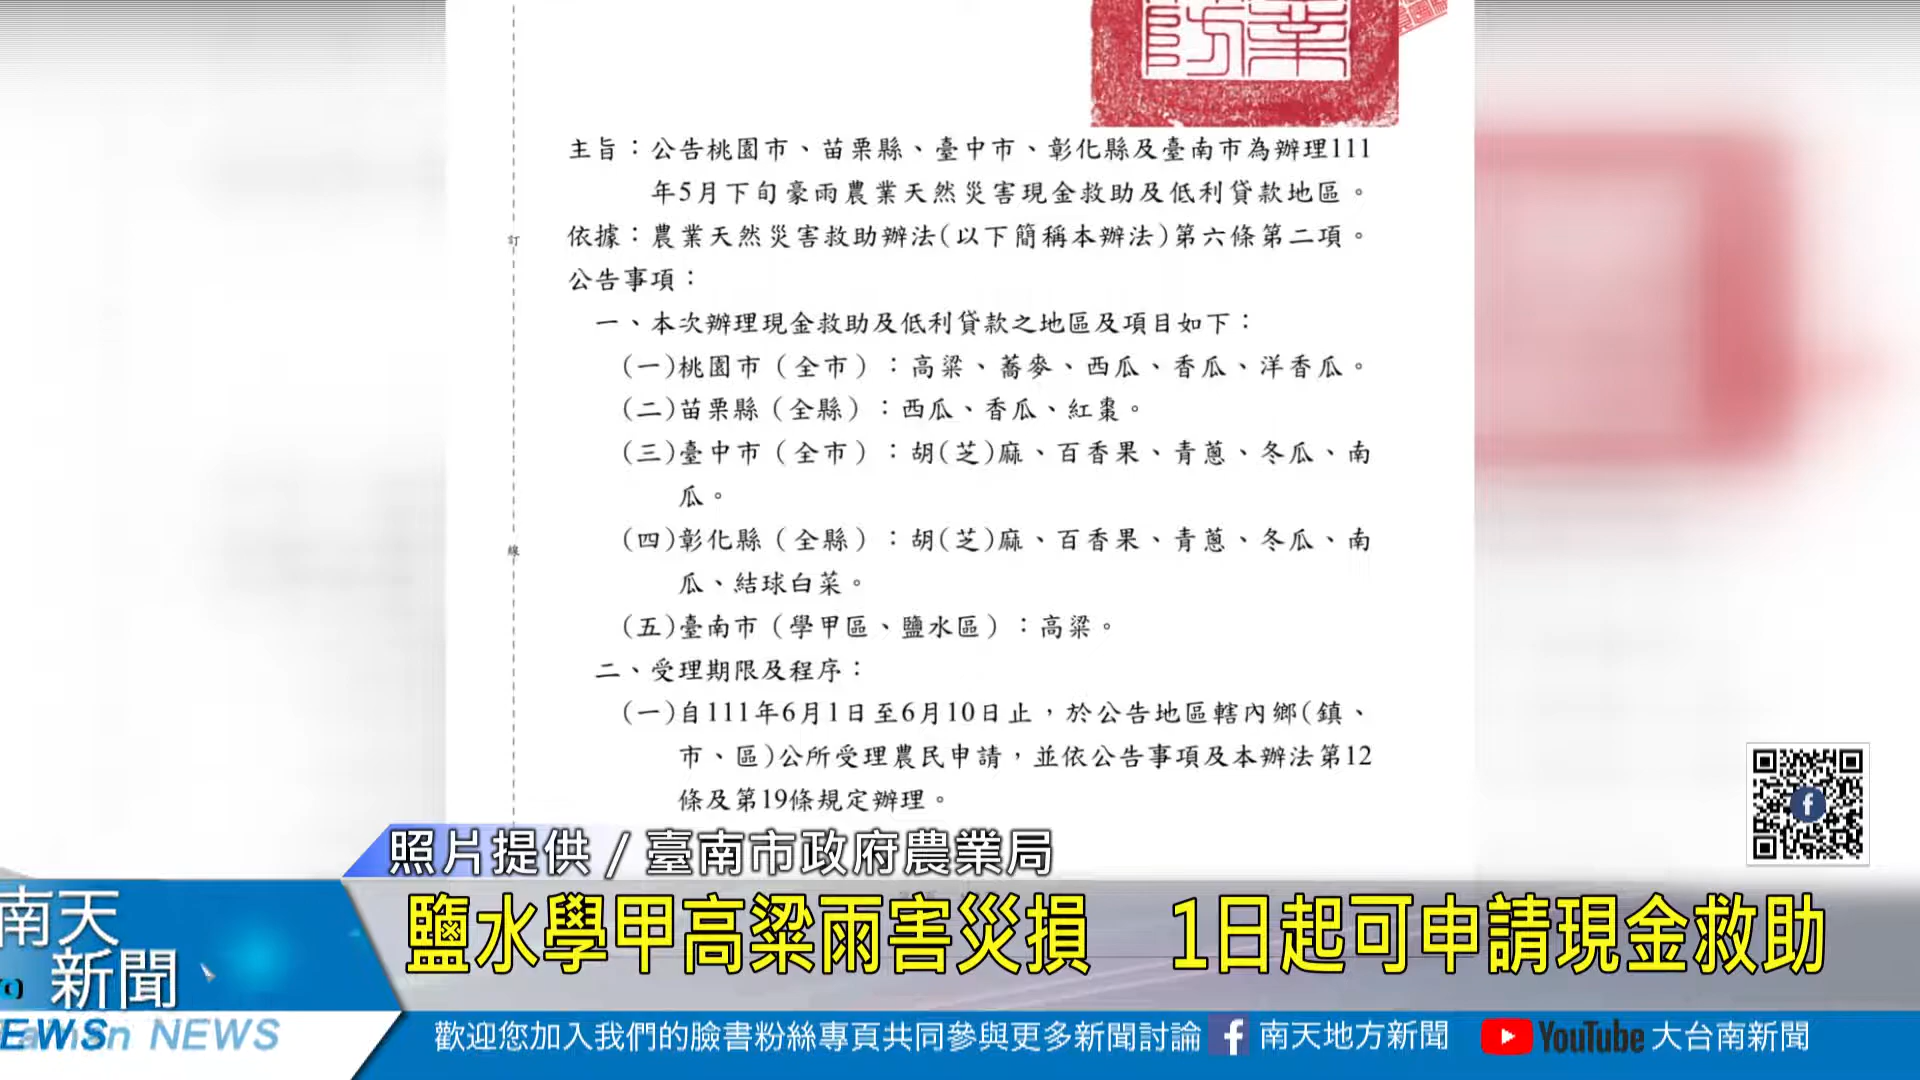 主旨：公告桃園市、苗栗縣、臺中市、彰化縣及臺南市為辦理111
年5月下旬豪雨農業天然災害現金救助及低利貸款地區。
依據：農業天然災害救助辦法(以下簡稱本辦法)第六條第二項。
公告事項：
一、本次辦理現金救助及低利貸款之地區及項目如下：
(一)桃園市（全市）：高粱、蕎麥、西瓜、香瓜、洋香瓜。
(二)苗栗縣（全縣）：西瓜、香瓜、紅棗。
(三)臺中市（全市）：胡(芝)麻、百香果、青蔥、冬瓜、南
瓜。
(四)彰化縣（全縣）：胡(芝)麻、百香果、青蔥、冬瓜、南
瓜、結球白菜。
(五)臺南市（學甲區、鹽水區）：高粱。
二、受理期限及程序：
(一)自111年6月1日至6月10日止，於公告地區轄內鄉(鎮、
市、區)公所受理農民申請，並依公告事項及本辦法第12
條及第19條規定辦理。
訂
線
照片提供 / 臺南市政府農業局
鹽水學甲高粱雨害災損　1日起可申請現金救助
南天
新聞
EWS
NEWS
歡迎您加入我們的臉書粉絲專頁共同參與更多新聞討論 f 南天地方新聞 YouTube 大台南新聞